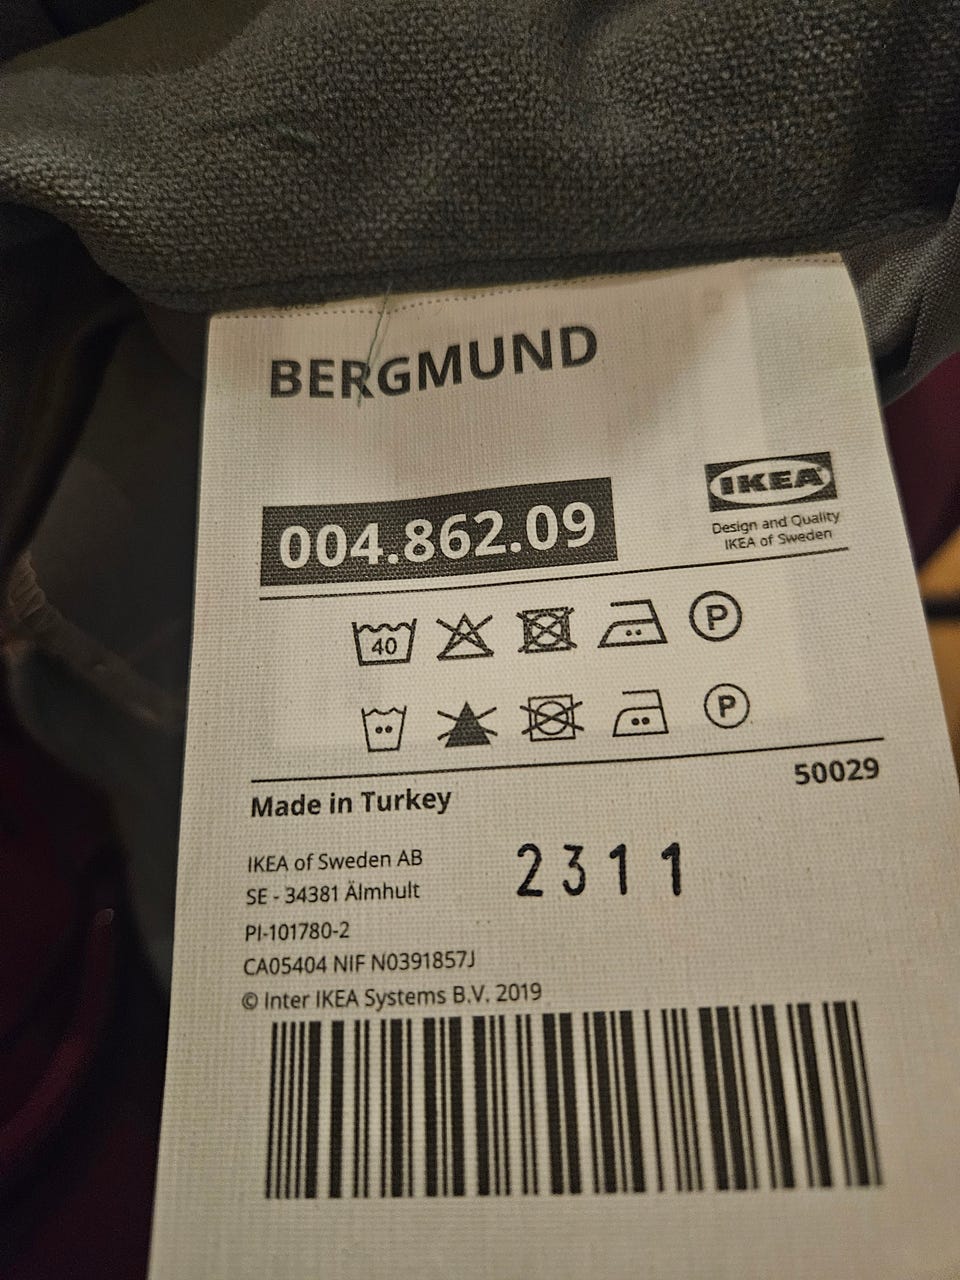 BERGMUND
004.862.09
IKEA
Design and Quality
IKEA of Sweden
40
P
P
50029
Made in Turkey
IKEA of Sweden AB
SE - 34381 Älmhult
2311
PI-101780-2
CA05404 NIF N0391857J
© Inter IKEA Systems B.V. 2019